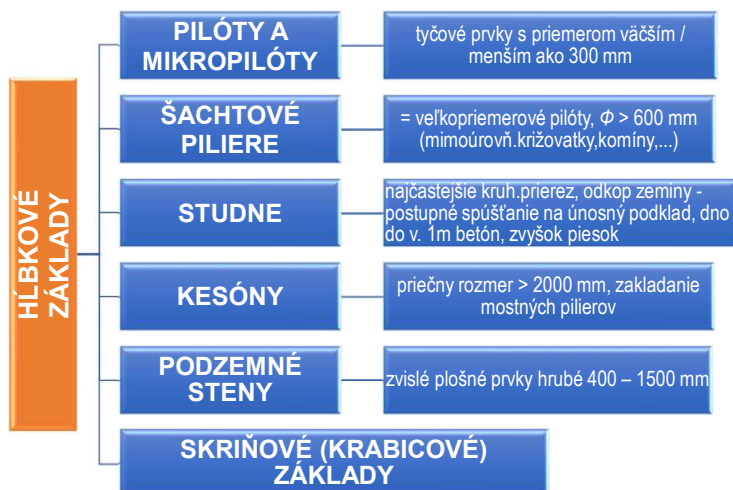 HĹBKOVÉ
ZÁKLADY
PILÓTY A
MIKROPILÓTY
tyčové prvky s priemerom väčším /
menším ako 300 mm
ŠACHTOVÉ
PILIERE
= veľkopriemerové pilóty, Φ > 600 mm
(mimoúrovň.križovatky,komíny,...)
STUDNE
najčastejšie kruh.prierez, odkop zeminy -
postupné spúšťanie na únosný podklad, dno
do v. 1m betón, zvyšok piesok
KESÓNY
priečny rozmer > 2000 mm, zakladanie
mostných pilierov
PODZEMNÉ
STENY
zvislé plošné prvky hrubé 400 – 1500 mm
SKRIŇOVÉ (KRABICOVÉ)
ZÁKLADY